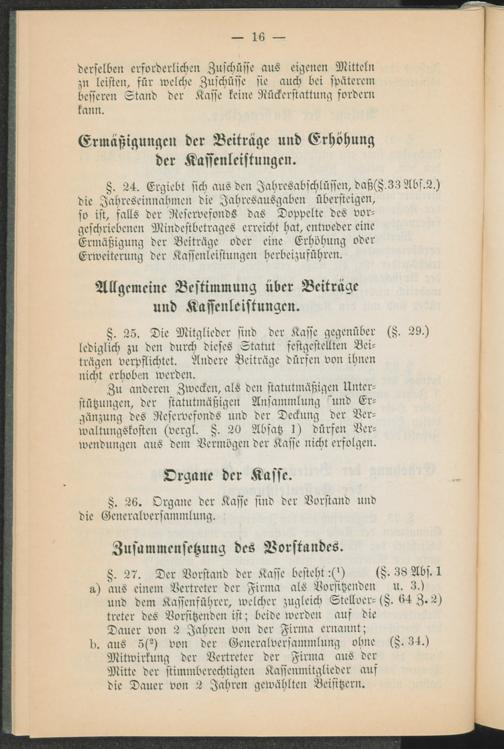 — 16 —
derselben erforderlichen Zuschüsse aus eigenen Mitteln
zu leisten, für welche Zuschüsse sie auch bei späterem
besseren Stand der Kasse keine Rückerstattung fordern
kann.
Ermäßigungen der Beiträge und Erhöhung
der Kassenleistungen.
§. 24. Ergiebt sich aus den Jahresabschlüssen, daß (§. 33 Abs. 2.)
die Jahreseinnahmen die Jahresausgaben übersteigen,
so ist, falls der Reservefonds das Doppelte des vor-
geschriebenen Mindestbetrages erreicht hat, entweder eine
Ermäßigung der Beiträge oder eine Erhöhung oder
Erweiterung der Kassenleistungen herbeizuführen.
Allgemeine Bestimmung über Beiträge
und Kassenleistungen.
§. 25. Die Mitglieder sind der Kasse gegenüber (§. 29.)
lediglich zu den durch dieses Statut festgestellten Bei-
trägen verpflichtet. Andere Beiträge dürfen von ihnen
nicht erhoben werden.
Zu anderen Zwecken, als den statutmäßigen Unter-
stützungen, der statutmäßigen Ansammlung und Er-
gänzung des Reservefonds und der Deckung der Ver-
waltungskosten (vergl. §. 20 Absatz 1) dürfen Ver-
wendungen aus dem Vermögen der Kasse nicht erfolgen.
Organe der Kasse.
§. 26. Organe der Kasse sind der Vorstand und
die Generalversammlung.
Zusammensetzung des Vorstandes.
§. 27. Der Vorstand der Kasse besteht :(¹) (§. 38 Abs. 1
a) aus einem Vertreter der Firma als Vorsitzenden u. 3.)
und dem Kassenführer, welcher zugleich Stellver- (§. 64 Z. 2)
treter des Vorsitzenden ist; beide werden auf die
Dauer von 2 Jahren von der Firma ernannt;
b. aus 5(²) von der Generalversammlung ohne (§. 34.)
Mitwirkung der Vertreter der Firma aus der
Mitte der stimmberechtigten Kassenmitglieder auf
die Dauer von 2 Jahren gewählten Beisitzern.